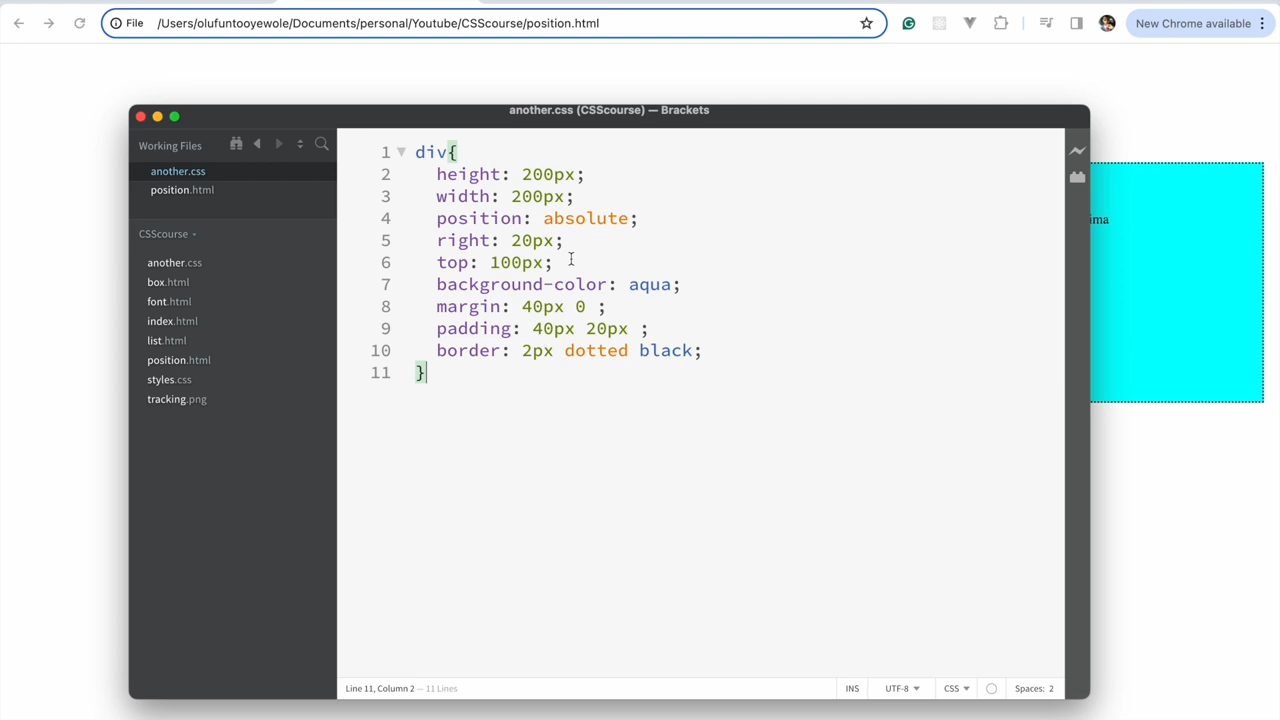 File /Users/olufuntooyewole/Documents/personal/Youtube/CSScourse/position.html
New Chrome available
another.css (CSScourse) — Brackets
Working Files
another.css
position.html
CSScourse
another.css
box.html
font.html
index.html
list.html
position.html
styles.css
tracking.png
1 div{
2 height: 200px;
3 width: 200px;
4 position: absolute;
5 right: 20px;
6 top: 100px;
7 background-color: aqua;
8 margin: 40px 0 ;
9 padding: 40px 20px ;
10 border: 2px dotted black;
11 }
ima
Line 11, Column 2 — 11 Lines
INS UTF-8 CSS Spaces: 2